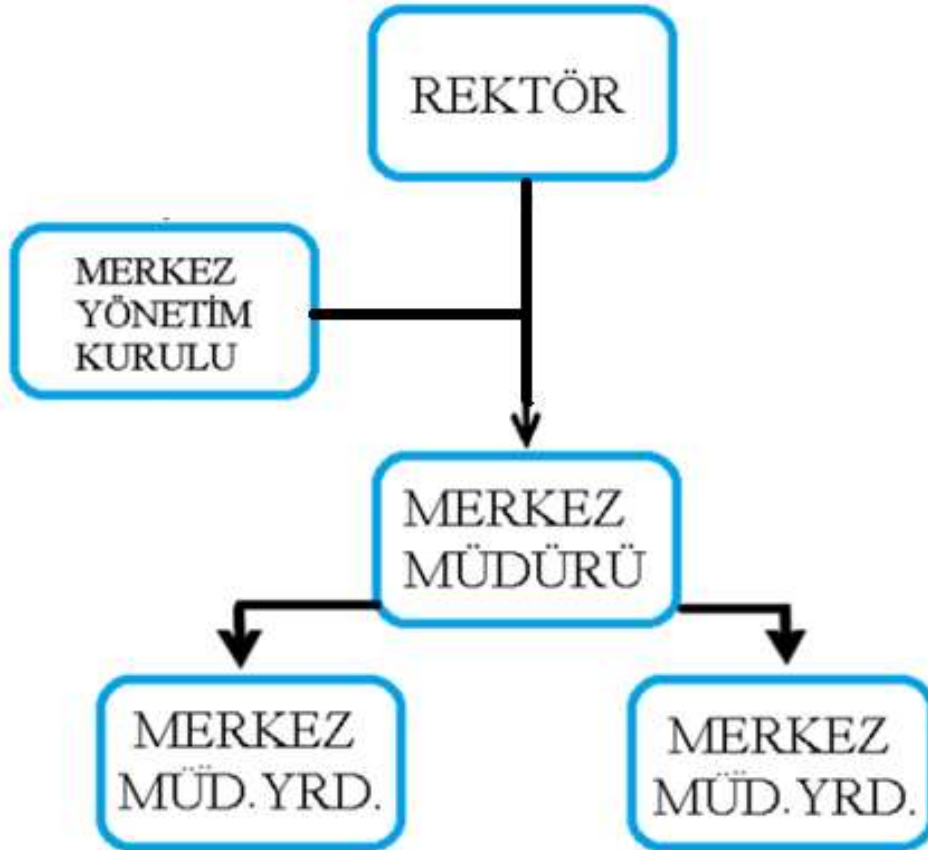 REKTÖR
MERKEZ
YÖNETİM
KURULU
MERKEZ
MÜDÜRÜ
MERKEZ
MÜD. YRD.
MERKEZ
MÜD. YRD.